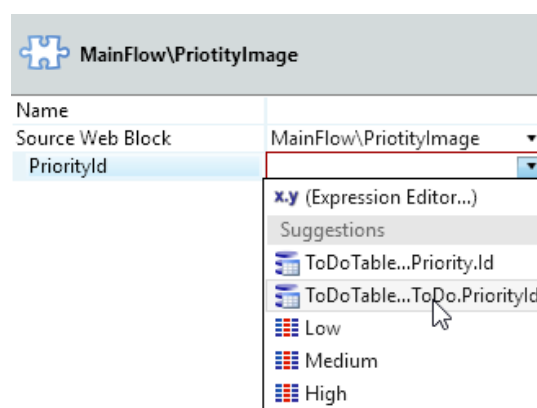 MainFlow\PriotityImage
Name
Source Web Block MainFlow\PriotityImage
PriorityId
x.y (Expression Editor...)
Suggestions
ToDoTable...Priority.Id
ToDoTable...ToDo.PriorityId
Low
Medium
High